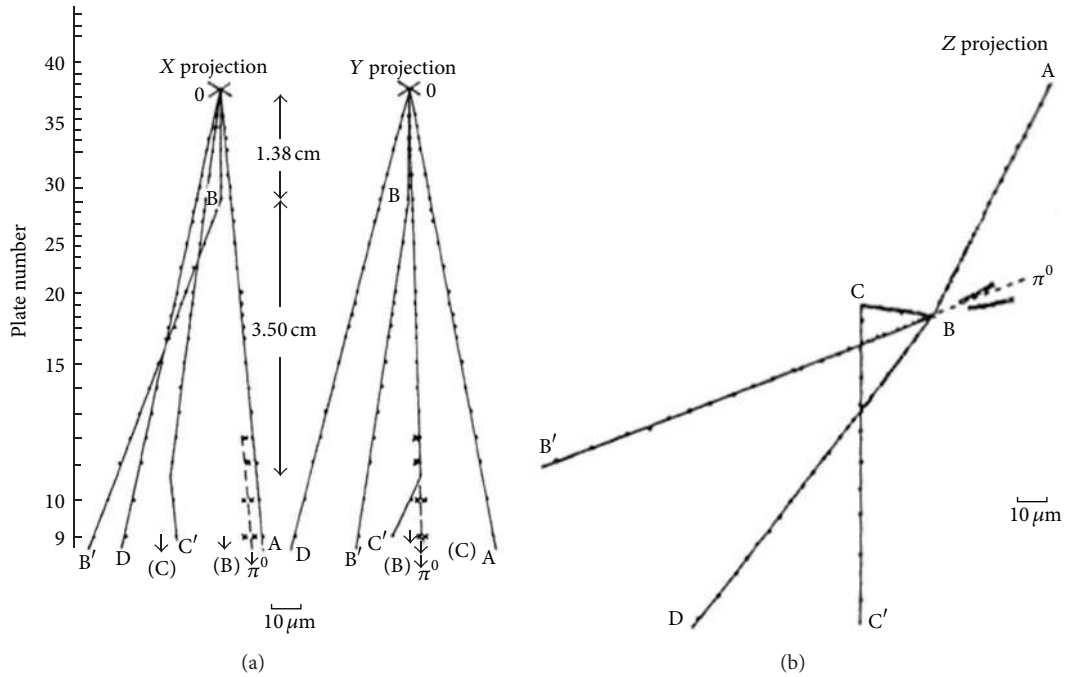 X projection
Y projection
Z projection
Plate number
40
35
30
25
20
15
10
9
0
0
1.38 cm
3.50 cm
B
B
B′
D
(C)
C′
(B)
π⁰
A
D
B′
C′
(B)
π⁰
(C)
A
10 μm
(a)
A
π⁰
C
B
B′
10 μm
D
C′
(b)